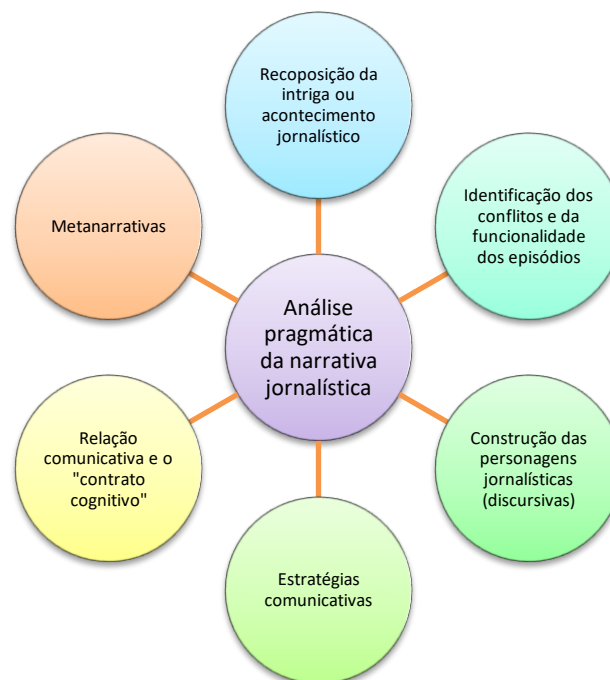 Recoposição da
intriga ou
acontecimento
jornalístico
Identificação dos
conflitos e da
funcionalidade
dos episódios
Construção das
personagens
jornalísticas
(discursivas)
Estratégias
comunicativas
Relação
comunicativa e o
"contrato
cognitivo"
Metanarrativas
Análise
pragmática
da narrativa
jornalística